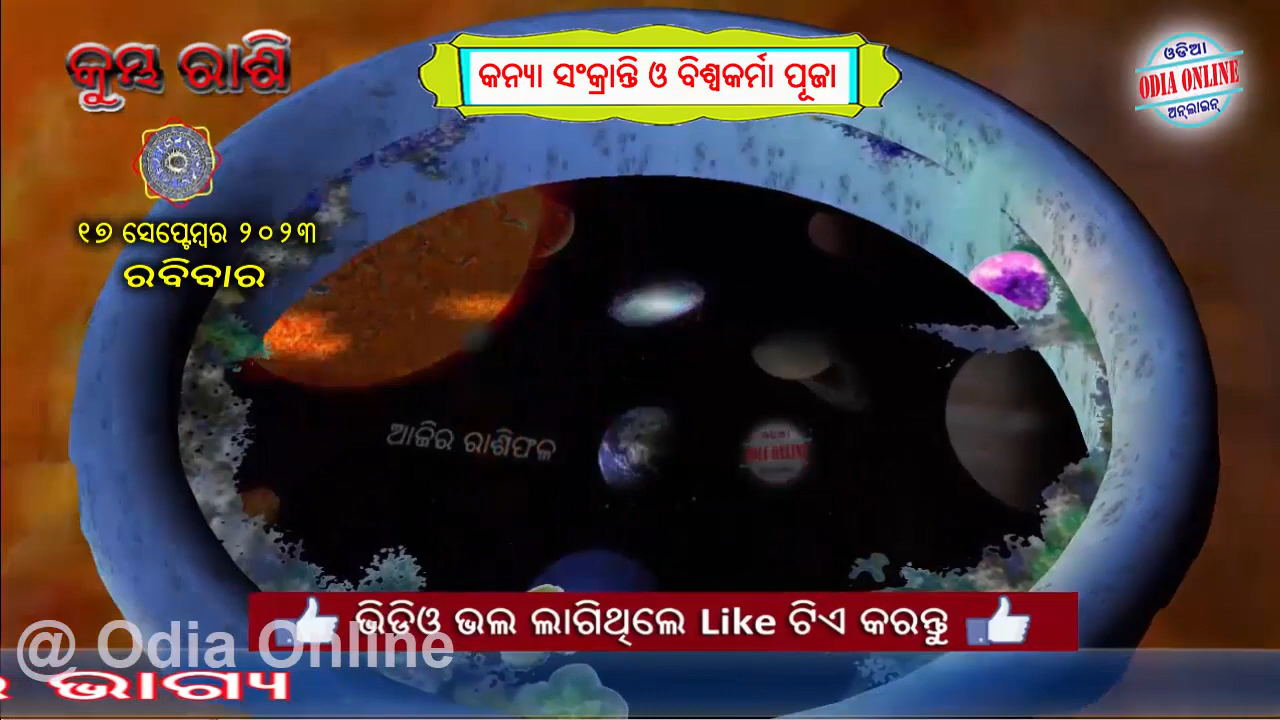 କୁମ୍ଭ ରାଶି
କନ୍ୟା ସଂକ୍ରାନ୍ତି ଓ ବିଶ୍ୱକର୍ମା ପୂଜା
ଓଡିଆ
ODIA ONLINE
ଅନ୍‌ଲାଇନ୍
୧୭ ସେପ୍ଟେମ୍ବର ୨୦୨୩
ରବିବାର
ଆଜିର ରାଶିଫଳ
ODIA ONLINE
ଭିଡିଓ ଭଲ ଲାଗିଥିଲେ Like ଟିଏ କରନ୍ତୁ
@ Odia Online
ଭାଗ୍ୟ